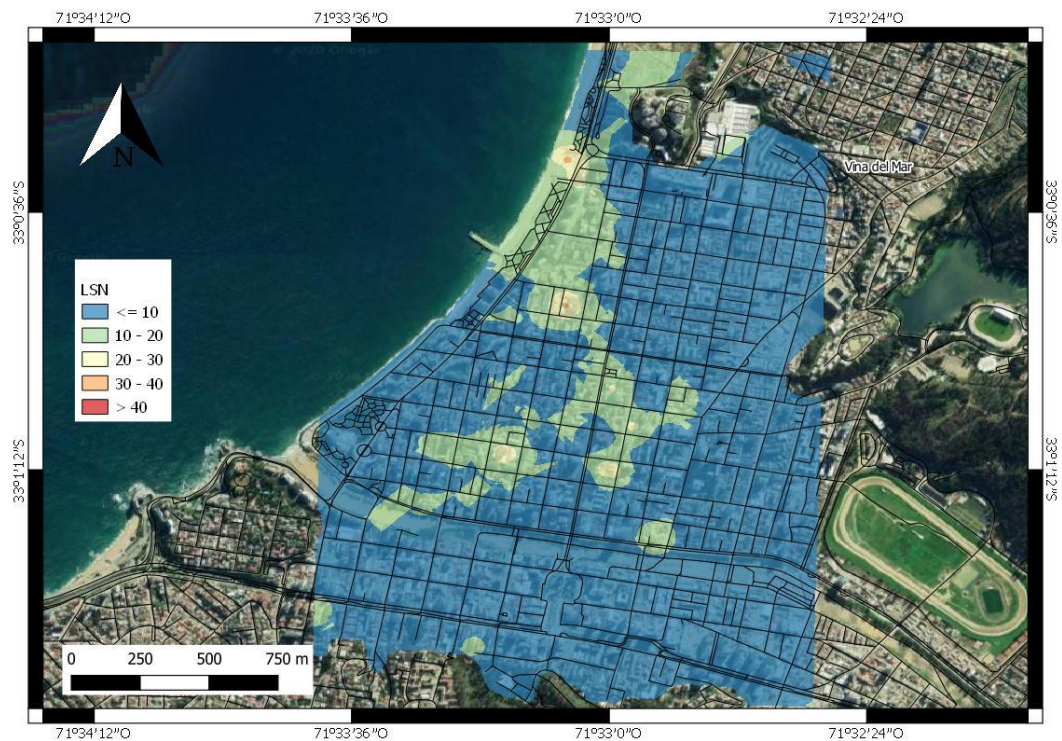 71°34'12"O 71°33'36"O 71°33'0"O 71°32'24"O
N
Vina del Mar
33°0'36"S 33°0'36"S
LSN
<= 10
10 - 20
20 - 30
30 - 40
> 40
33°1'12"S 33°1'12"S
0 250 500 750 m
71°34'12"O 71°33'36"O 71°33'0"O 71°32'24"O